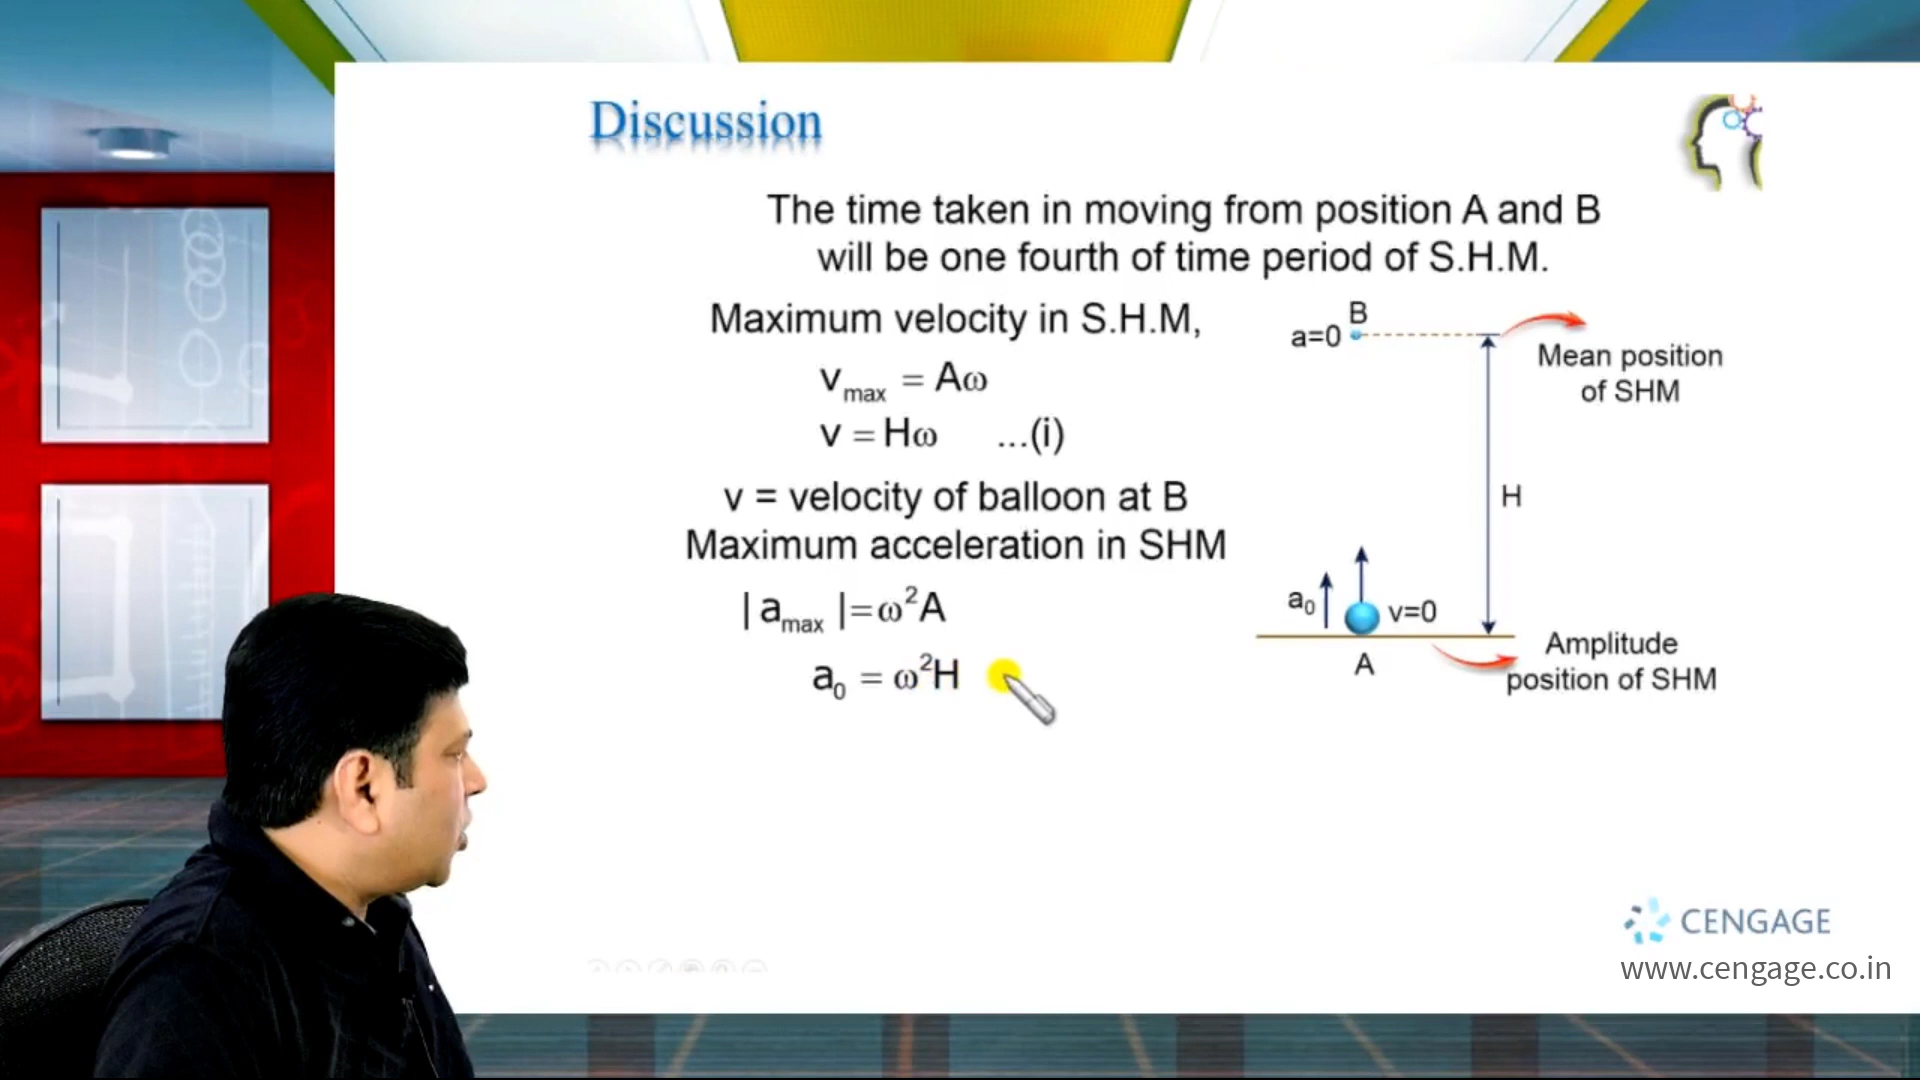 Discussion
The time taken in moving from position A and B
will be one fourth of time period of S.H.M.
Maximum velocity in S.H.M,
v_max = Aω
v = Hω ...(i)
v = velocity of balloon at B
Maximum acceleration in SHM
|a_max|=ω²A
a₀ = ω²H
B
a=0
Mean position
of SHM
H
a₀
v=0
A
Amplitude
position of SHM
CENGAGE
www.cengage.co.in